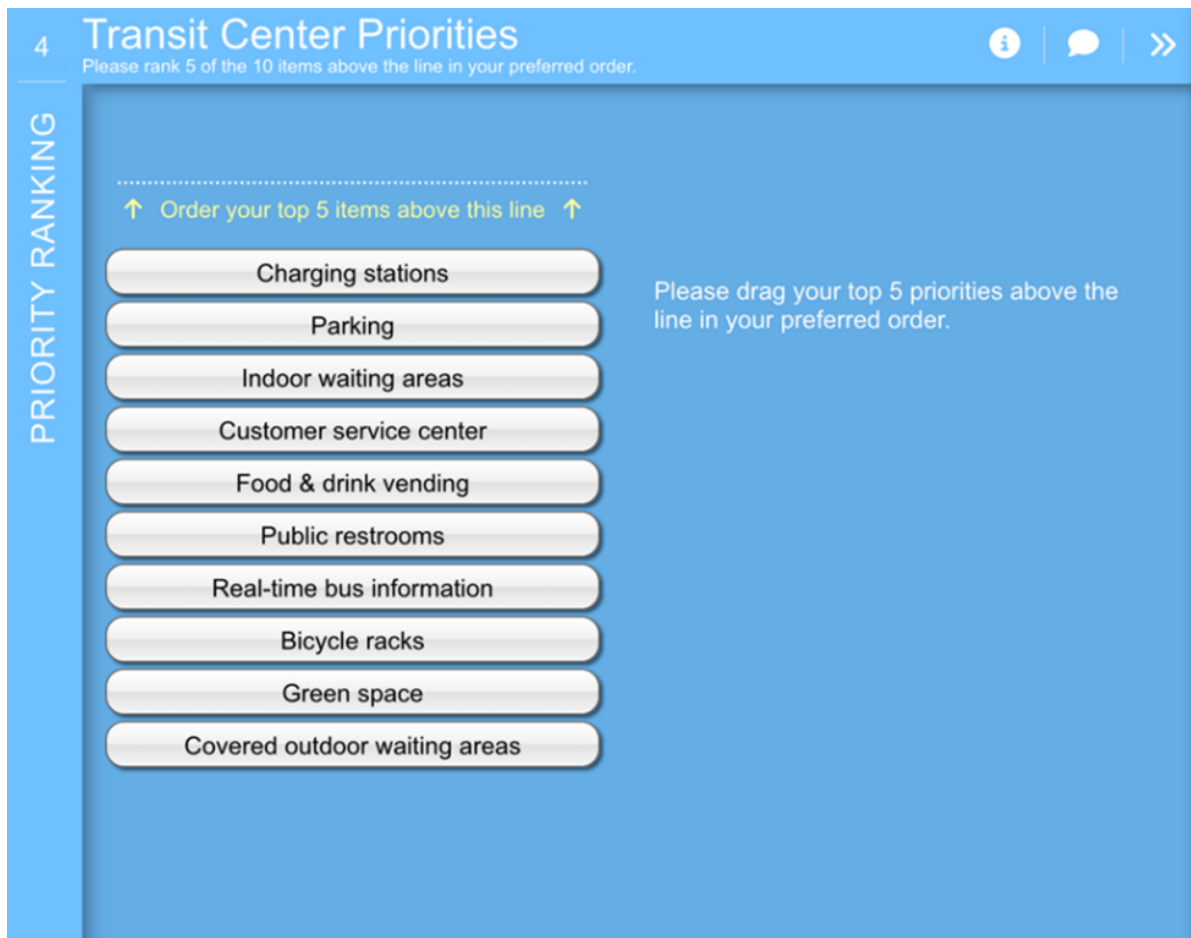 4
Transit Center Priorities
Please rank 5 of the 10 items above the line in your preferred order.
PRIORITY RANKING
↑ Order your top 5 items above this line ↑
Charging stations
Parking
Indoor waiting areas
Customer service center
Food & drink vending
Public restrooms
Real-time bus information
Bicycle racks
Green space
Covered outdoor waiting areas
Please drag your top 5 priorities above the
line in your preferred order.